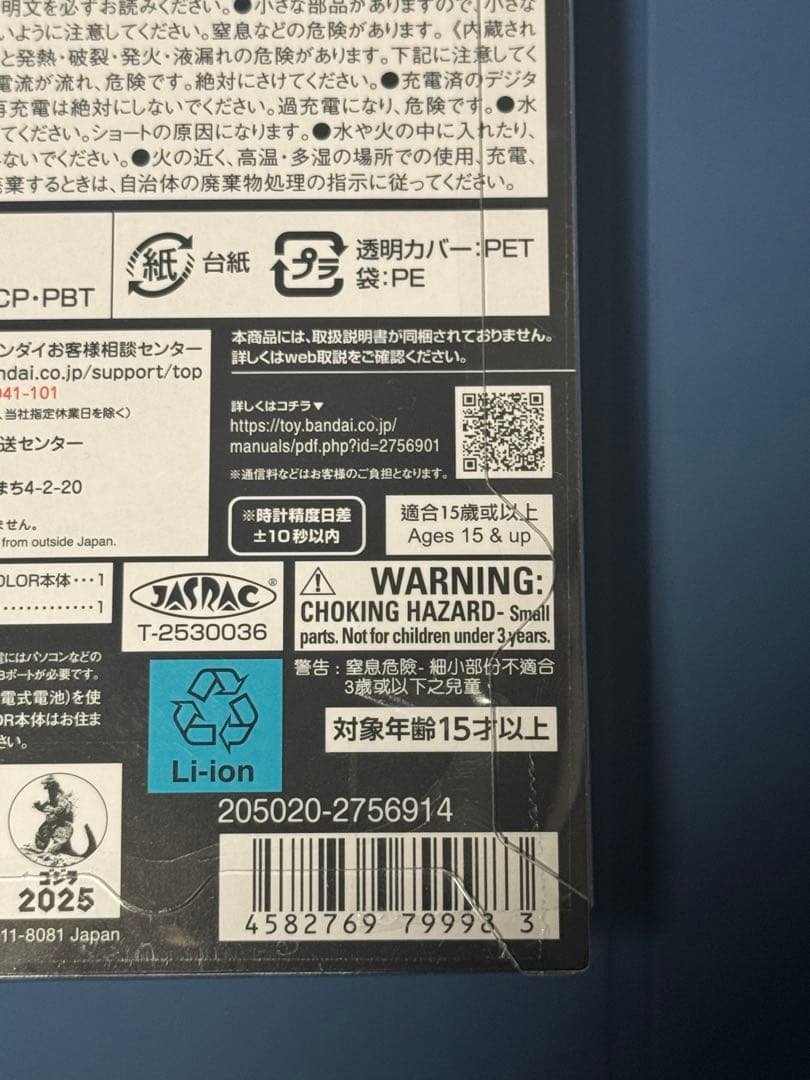 明文を必ずお読みください。●小さな部品がありますので、小さな
いように注意してください。窒息などの危険があります。《内蔵され
と発熱・破裂・発火・液漏れの危険があります。下記に注意してく
電流が流れ、危険です。絶対にさけてください。●充電済のデジタ
再充電は絶対にしないでください。過充電になり、危険です。●水
てください。ショートの原因になります。●水や火の中に入れたり、
ないでください。●火の近く、高温・多湿の場所での使用、充電、
廃棄するときは、自治体の廃棄物処理の指示に従ってください。
CP・PBT
紙 台紙
プラ 透明カバー:PET
袋:PE
ンダイお客様相談センター
ndai.co.jp/support/top
041-101
、当社指定休業日を除く)
送センター
まち4-2-20
ません。
from outside Japan.
本商品には、取扱説明書が同梱されておりません。
詳しくはweb取説をご確認ください。
詳しくはコチラ▼
https://toy.bandai.co.jp/
manuals/pdf.php?id=2756901
※通信料などはお客様のご負担となります。
※時計精度日差
±10秒以内
適合15歲或以上
Ages 15 & up
OLOR本体・・・1
・・・・・・・・・・・・1
JASRAC®
T-2530036
WARNING:
CHOKING HAZARD- Small
parts. Not for children under 3 years.
警告 : 窒息危險- 細小部份不適合
3歲或以下之兒童
電にはパソコンなどの
Bポートが必要です。
電式電池)を使
OR本体はお住ま
さい。
Li-ion
対象年齢15才以上
205020-2756914
ゴジラ
2025
11-8081 Japan
4582769 79998 3